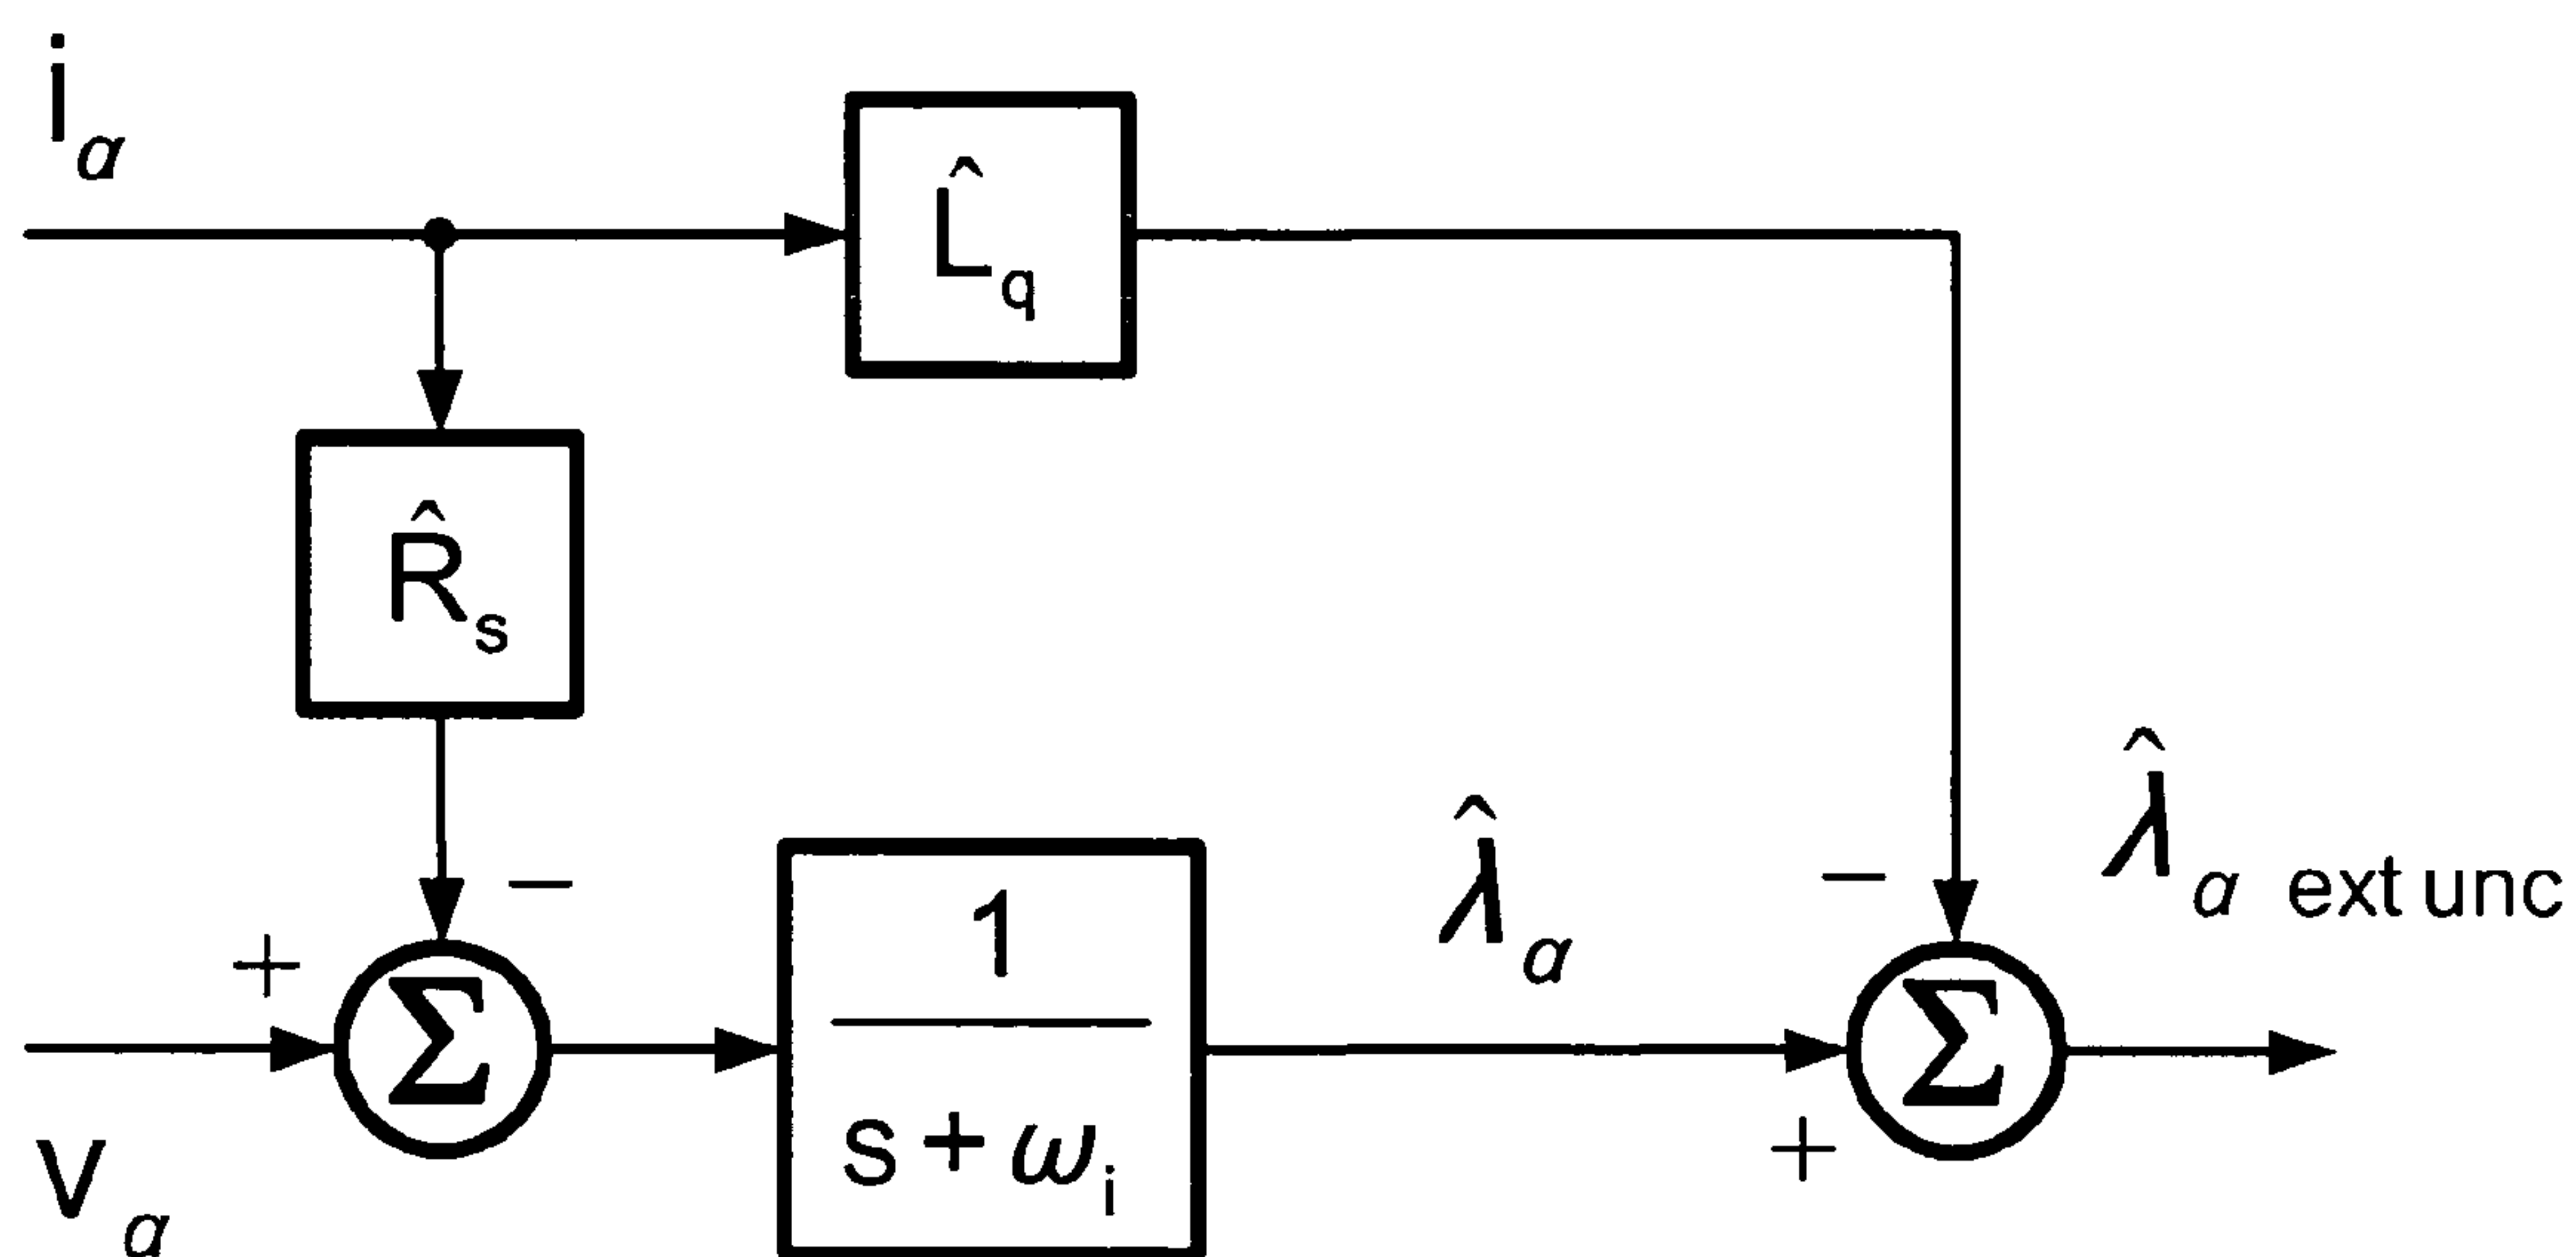 i_α
L̂_q
R̂_s
−
+
Σ
v_α
1
s + ω_i
λ̂_α
−
+
Σ
λ̂_α ext unc